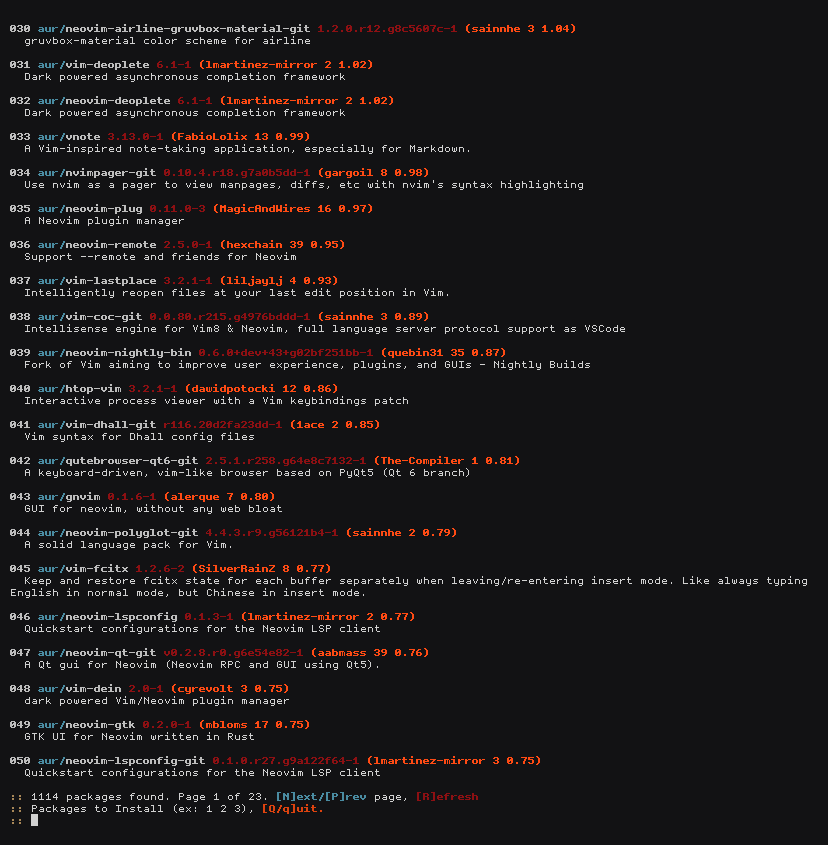 030 aur/neovim-airline-gruvbox-material-git 1.2.0.r12.g8c5607c-1 (sainnhe 3 1.04)
gruvbox-material color scheme for airline
031 aur/vim-deoplete 6.1-1 (lmartinez-mirror 2 1.02)
Dark powered asynchronous completion framework
032 aur/neovim-deoplete 6.1-1 (lmartinez-mirror 2 1.02)
Dark powered asynchronous completion framework
033 aur/vnote 3.13.0-1 (FabioLolix 13 0.99)
A Vim-inspired note-taking application, especially for Markdown.
034 aur/nvimpager-git 0.10.4.r18.g7a0b5dd-1 (gargoil 8 0.98)
Use nvim as a pager to view manpages, diffs, etc with nvim's syntax highlighting
035 aur/neovim-plug 0.11.0-3 (MagicAndWires 16 0.97)
A Neovim plugin manager
036 aur/neovim-remote 2.5.0-1 (hexchain 39 0.95)
Support --remote and friends for Neovim
037 aur/vim-lastplace 3.2.1-1 (liljaylj 4 0.93)
Intelligently reopen files at your last edit position in Vim.
038 aur/vim-coc-git 0.0.80.r215.g4976bddd-1 (sainnhe 3 0.89)
Intellisense engine for Vim8 & Neovim, full language server protocol support as VSCode
039 aur/neovim-nightly-bin 0.6.0+dev+43+g02bf251bb-1 (quebin31 35 0.87)
Fork of Vim aiming to improve user experience, plugins, and GUIs - Nightly Builds
040 aur/htop-vim 3.2.1-1 (dawidpotocki 12 0.86)
Interactive process viewer with a Vim keybindings patch
041 aur/vim-dhall-git r116.20d2fa23dd-1 (1ace 2 0.85)
Vim syntax for Dhall config files
042 aur/qutebrowser-qt6-git 2.5.1.r258.g64e8c7132-1 (The-Compiler 1 0.81)
A keyboard-driven, vim-like browser based on PyQt5 (Qt 6 branch)
043 aur/gnvim 0.1.6-1 (alerque 7 0.80)
GUI for neovim, without any web bloat
044 aur/neovim-polyglot-git 4.4.3.r9.g56121b4-1 (sainnhe 2 0.79)
A solid language pack for Vim.
045 aur/vim-fcitx 1.2.6-2 (SilverRainZ 8 0.77)
Keep and restore fcitx state for each buffer separately when leaving/re-entering insert mode. Like always typing
English in normal mode, but Chinese in insert mode.
046 aur/neovim-lspconfig 0.1.3-1 (lmartinez-mirror 2 0.77)
Quickstart configurations for the Neovim LSP client
047 aur/neovim-qt-git v0.2.8.r0.g6e54e82-1 (aabmass 39 0.76)
A Qt gui for Neovim (Neovim RPC and GUI using Qt5).
048 aur/vim-dein 2.0-1 (cyrevolt 3 0.75)
dark powered Vim/Neovim plugin manager
049 aur/neovim-gtk 0.2.0-1 (mbloms 17 0.75)
GTK UI for Neovim written in Rust
050 aur/neovim-lspconfig-git 0.1.0.r27.g9a122f64-1 (lmartinez-mirror 3 0.75)
Quickstart configurations for the Neovim LSP client
:: 1114 packages found. Page 1 of 23. [N]ext/[P]rev page, [R]efresh
:: Packages to Install (ex: 1 2 3), [Q/q]uit.
::